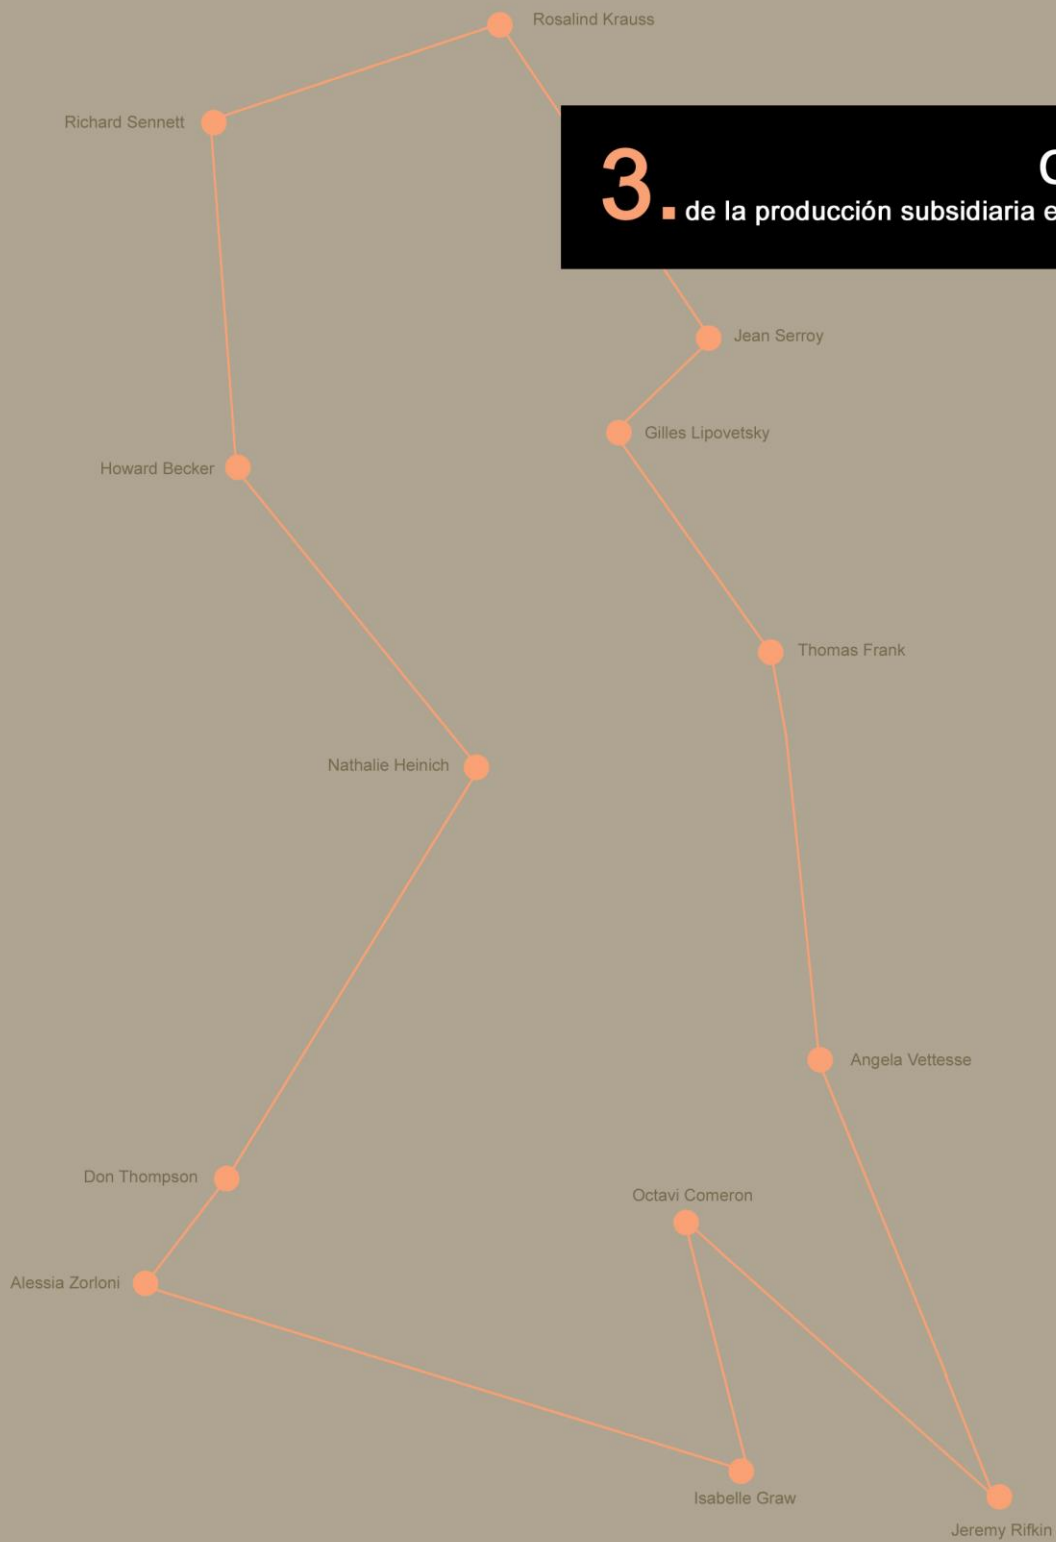 Rosalind Krauss
Richard Sennett
3. de la producción subsidiaria
Jean Serroy
Gilles Lipovetsky
Howard Becker
Thomas Frank
Nathalie Heinich
Angela Vettesse
Don Thompson
Octavi Comeron
Alessia Zorloni
Isabelle Graw
Jeremy Rifkin